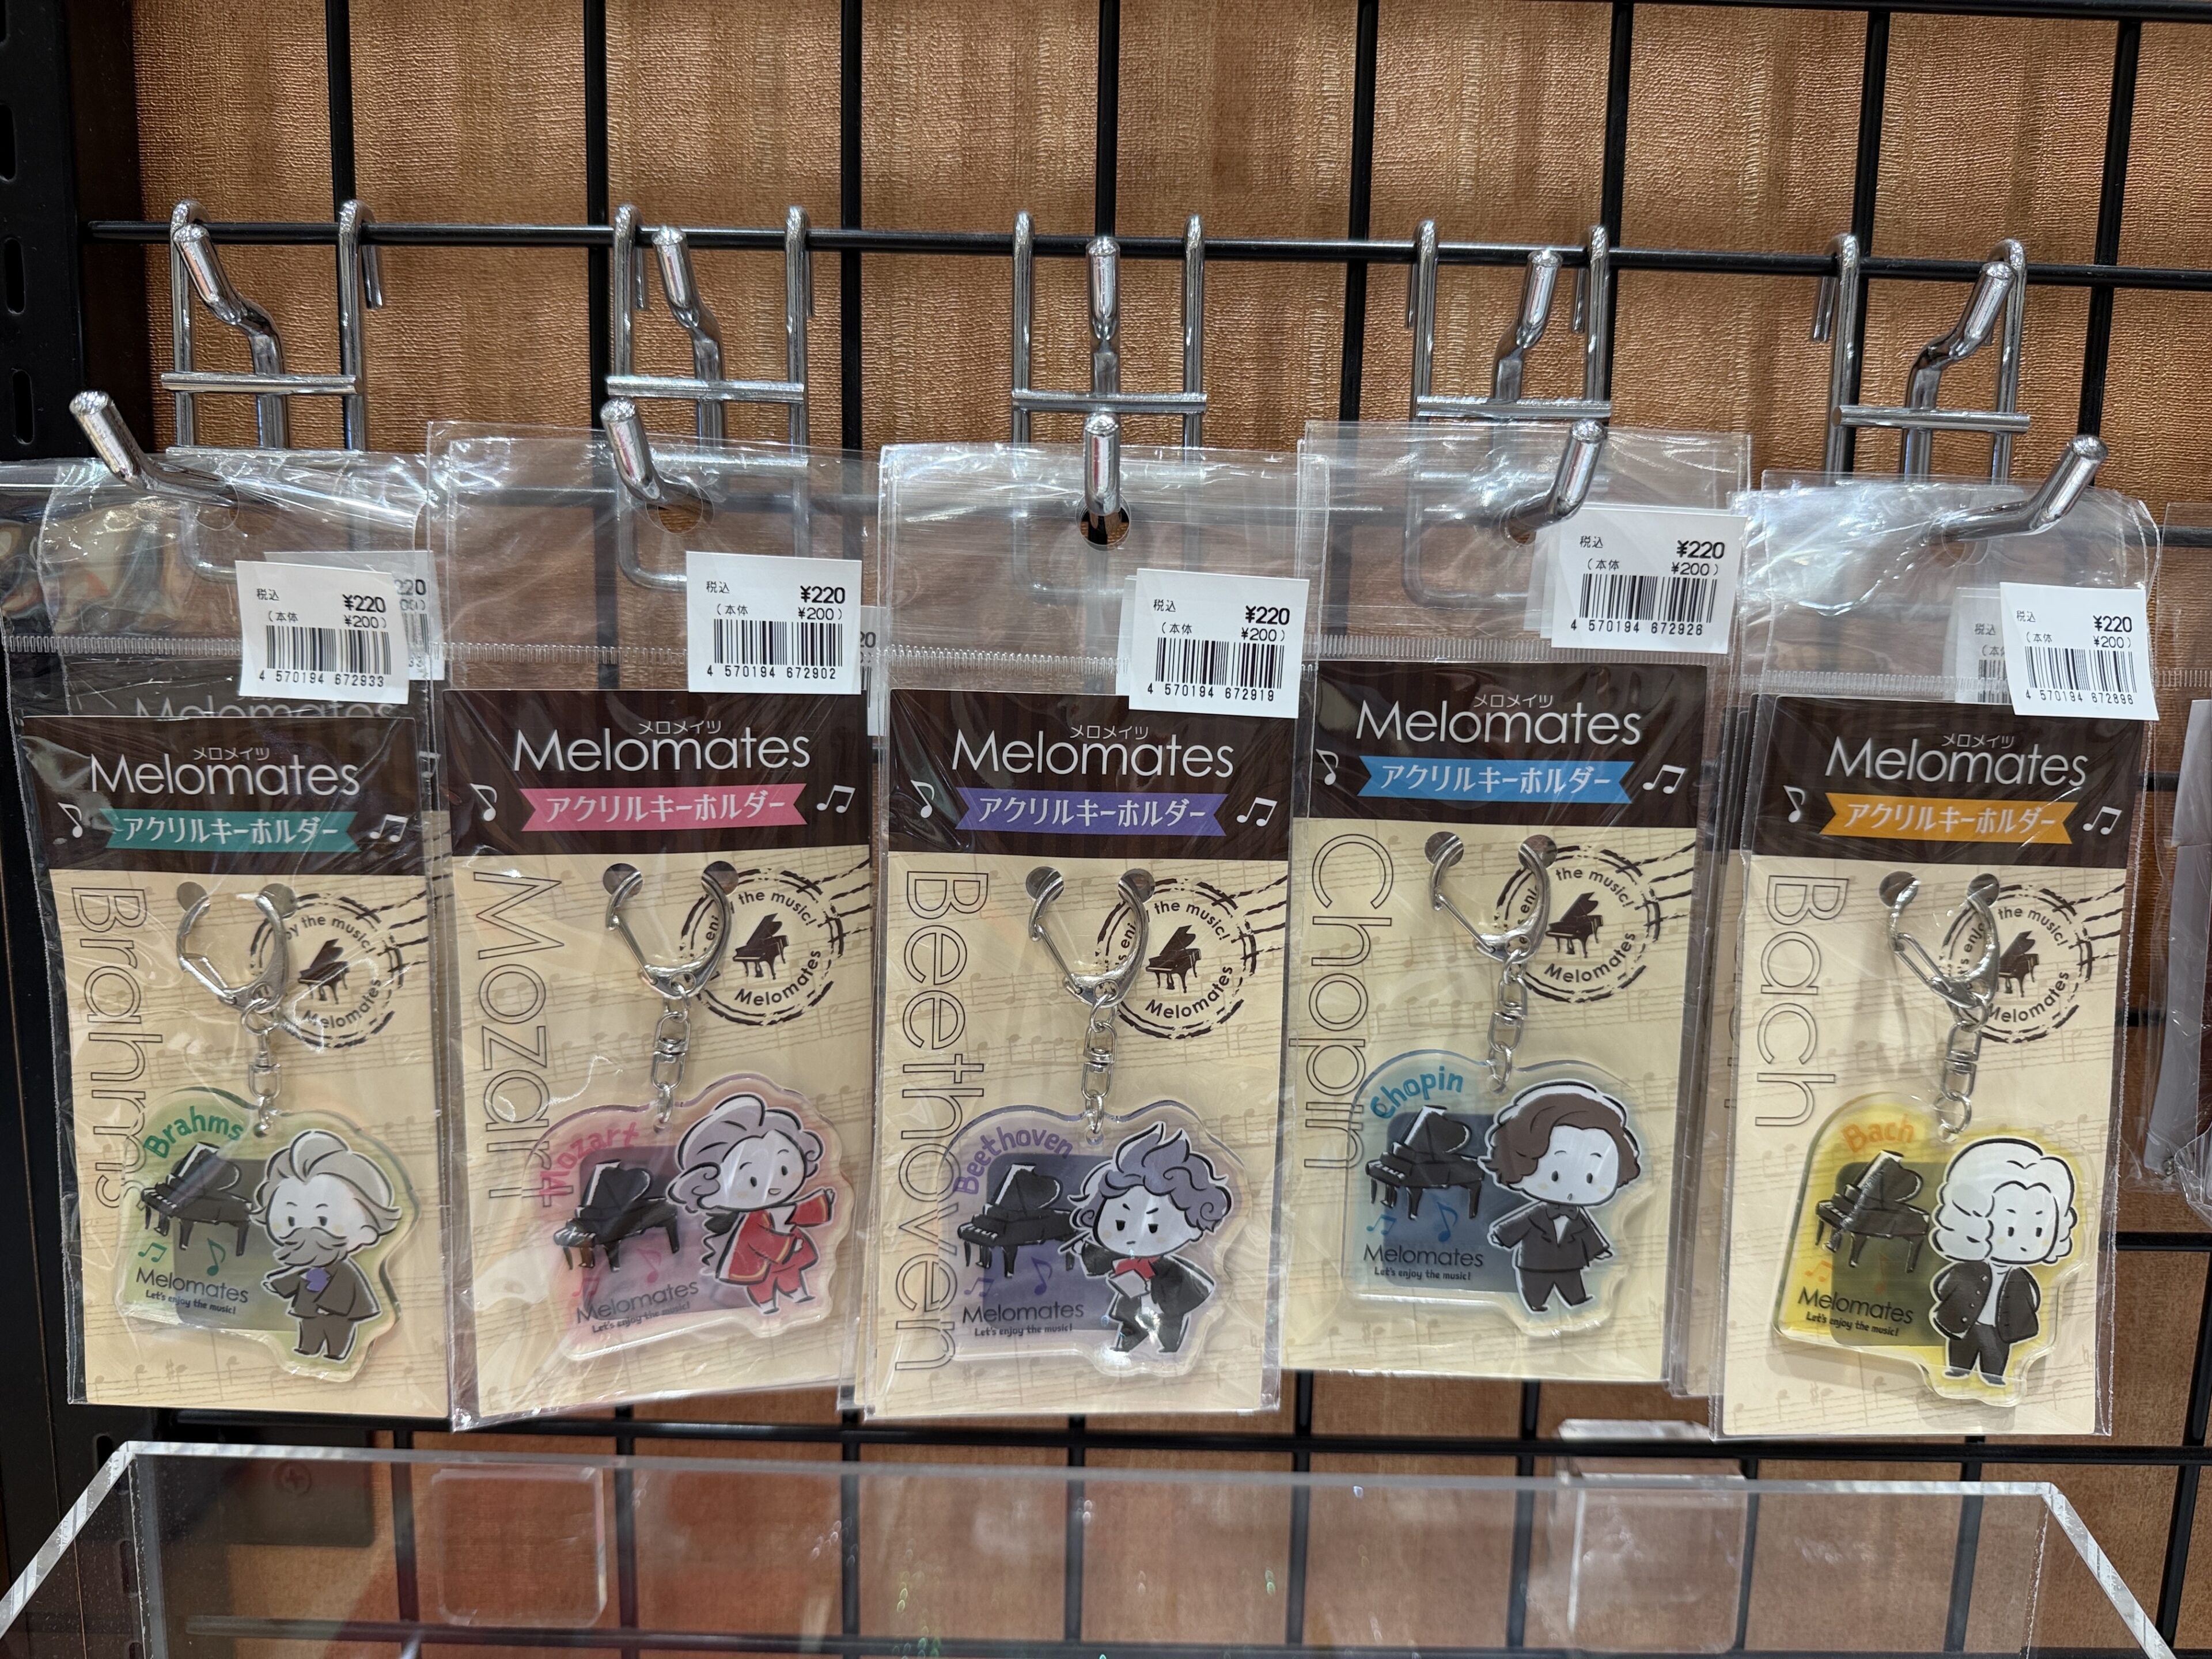 税込 ¥220
(本体 ¥200)
4 570194 672933
メロメイツ
Melomates
アクリルキーホルダー
Brahms
the music!
Melomates
Brahms
Melomates
Let's enjoy the music!
税込 ¥220
(本体 ¥200)
4 570194 672902
メロメイツ
Melomates
アクリルキーホルダー
Mozart
the music!
Melomates
Mozart
Melomates
Let's enjoy the music!
税込 ¥220
(本体 ¥200)
4 570194 672919
メロメイツ
Melomates
アクリルキーホルダー
Beethoven
the music!
Melomates
Beethoven
Melomates
Let's enjoy the music!
税込 ¥220
(本体 ¥200)
4 570194 672926
メロメイツ
Melomates
アクリルキーホルダー
Chopin
the music!
Melomates
Chopin
Melomates
Let's enjoy the music!
税込 ¥220
(本体 ¥200)
4 570194 672896
メロメイツ
Melomates
アクリルキーホルダー
Bach
the music!
Melomates
Bach
Melomates
Let's enjoy the music!